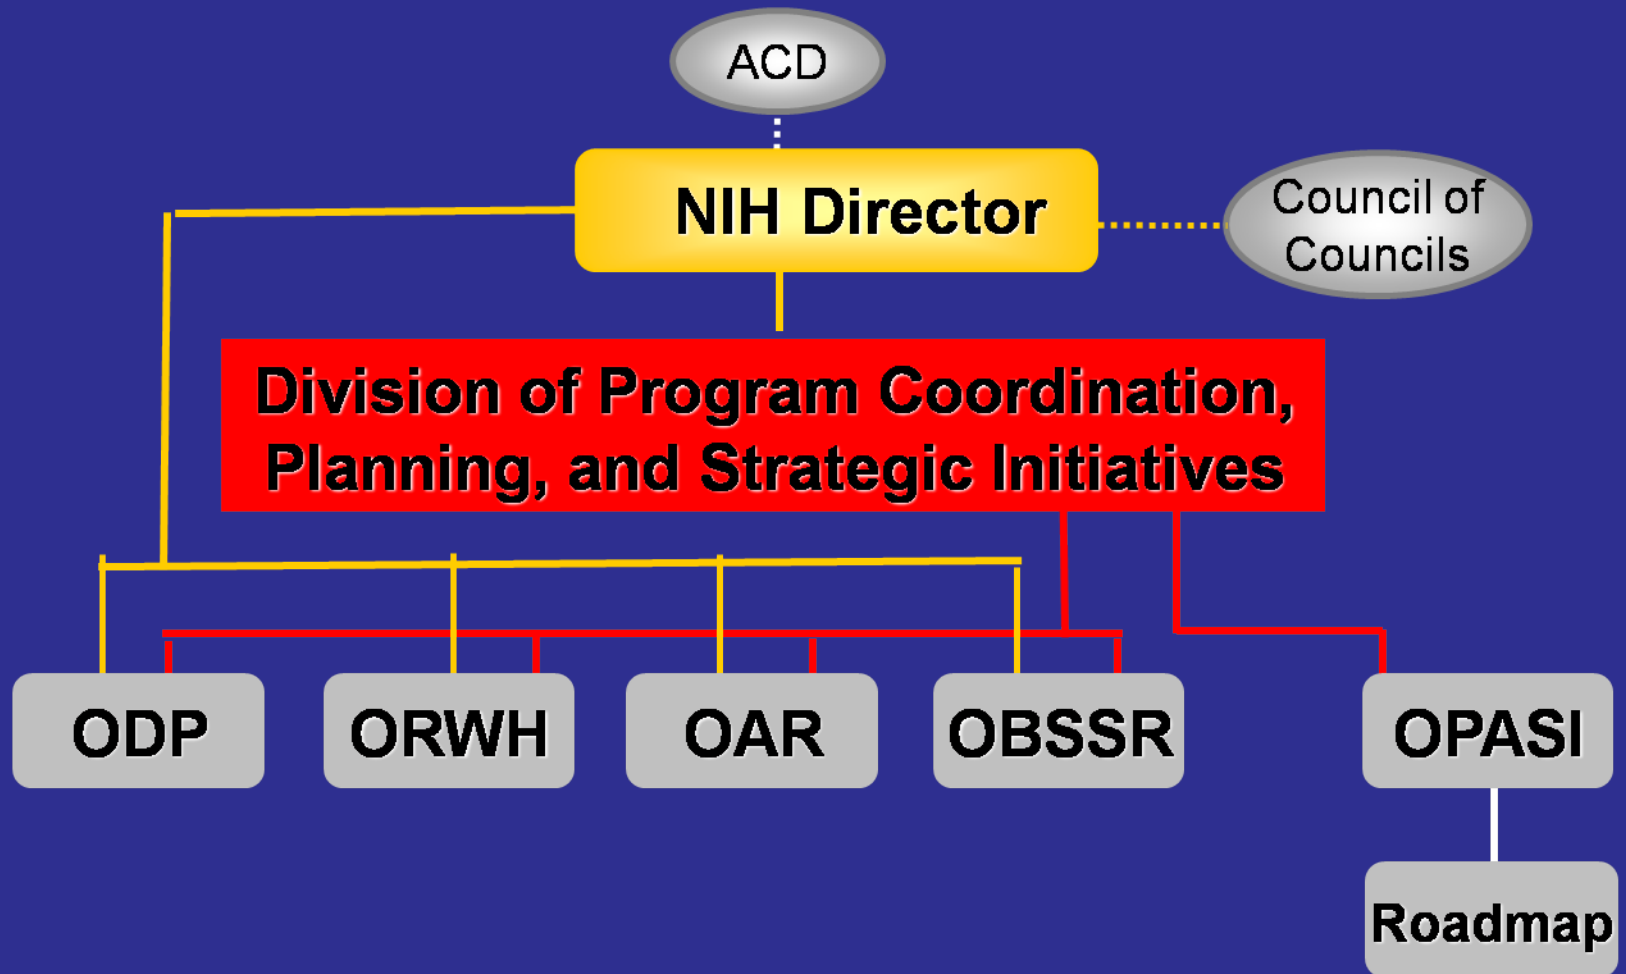 ACD
NIH Director
Council of
Councils
Division of Program Coordination,
Planning, and Strategic Initiatives
ODP
ORWH
OAR
OBSSR
OPASI
Roadmap